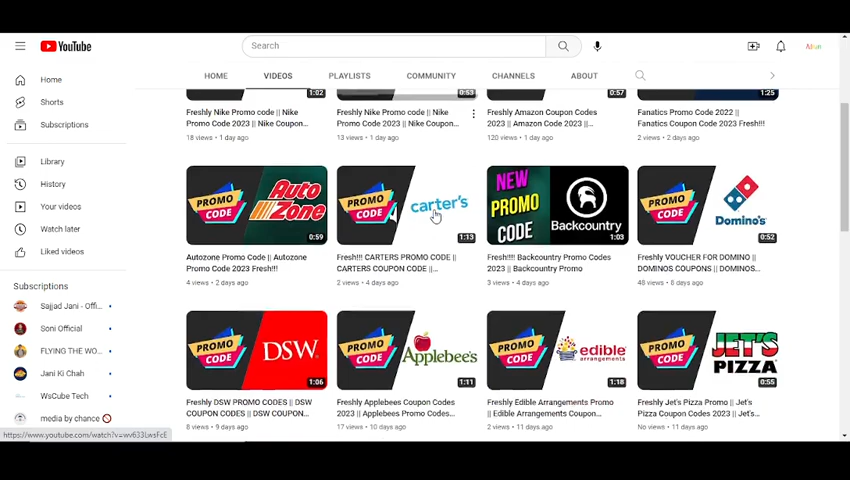 YouTube
Search
Home
Shorts
Subscriptions
Library
History
Your videos
Watch later
Liked videos
Subscriptions
Sajjad Jani - Offi...
Soni Official
FLYING THE WO...
Jani Ki Chah
WsCube Tech
media by chance
HOME
VIDEOS
PLAYLISTS
COMMUNITY
CHANNELS
ABOUT
1:02
Freshly Nike Promo code || Nike
Promo Code 2023 || Nike Coupon...
18 views • 1 day ago
0:53
Freshly Nike Promo code || Nike
Promo Code 2023 || Nike Coupon...
13 views • 1 day ago
0:57
Freshly Amazon Coupon Codes
2023 || Amazon Code 2023 ||...
120 views • 1 day ago
1:25
Fanatics Promo Code 2022 ||
Fanatics Coupon Code 2023 Fresh!!!
2 views • 2 days ago
PROMO
CODE
Auto
Zone
0:59
Autozone Promo Code || Autozone
Promo Code 2023 Fresh!!!
4 views • 2 days ago
PROMO
CODE
carter's
1:13
Fresh!!! CARTERS PROMO CODE ||
CARTERS COUPON CODE ||...
2 views • 4 days ago
NEW
PROMO
CODE
Backcountry
1:03
Fresh!!!! Backcountry Promo Codes
2023 || Backcountry Promo
3 views • 4 days ago
PROMO
CODE
Domino's
0:52
Freshly VOUCHER FOR DOMINO ||
DOMINOS COUPONS || DOMINOS...
48 views • 8 days ago
PROMO
CODE
DSW
1:06
Freshly DSW PROMO CODES || DSW
COUPON CODES || DSW COUPON...
8 views • 9 days ago
PROMO
CODE
Applebee's
1:11
Freshly Applebees Coupon Codes
2023 || Applebees Promo Codes...
17 views • 10 days ago
PROMO
CODE
edible
arrangements
1:18
Freshly Edible Arrangements Promo
|| Edible Arrangements Coupon...
2 views • 11 days ago
PROMO
CODE
JET'S
PIZZA
0:55
Freshly Jet's Pizza Promo || Jet's
Pizza Coupon Codes 2023 || Jet's...
No views • 11 days ago